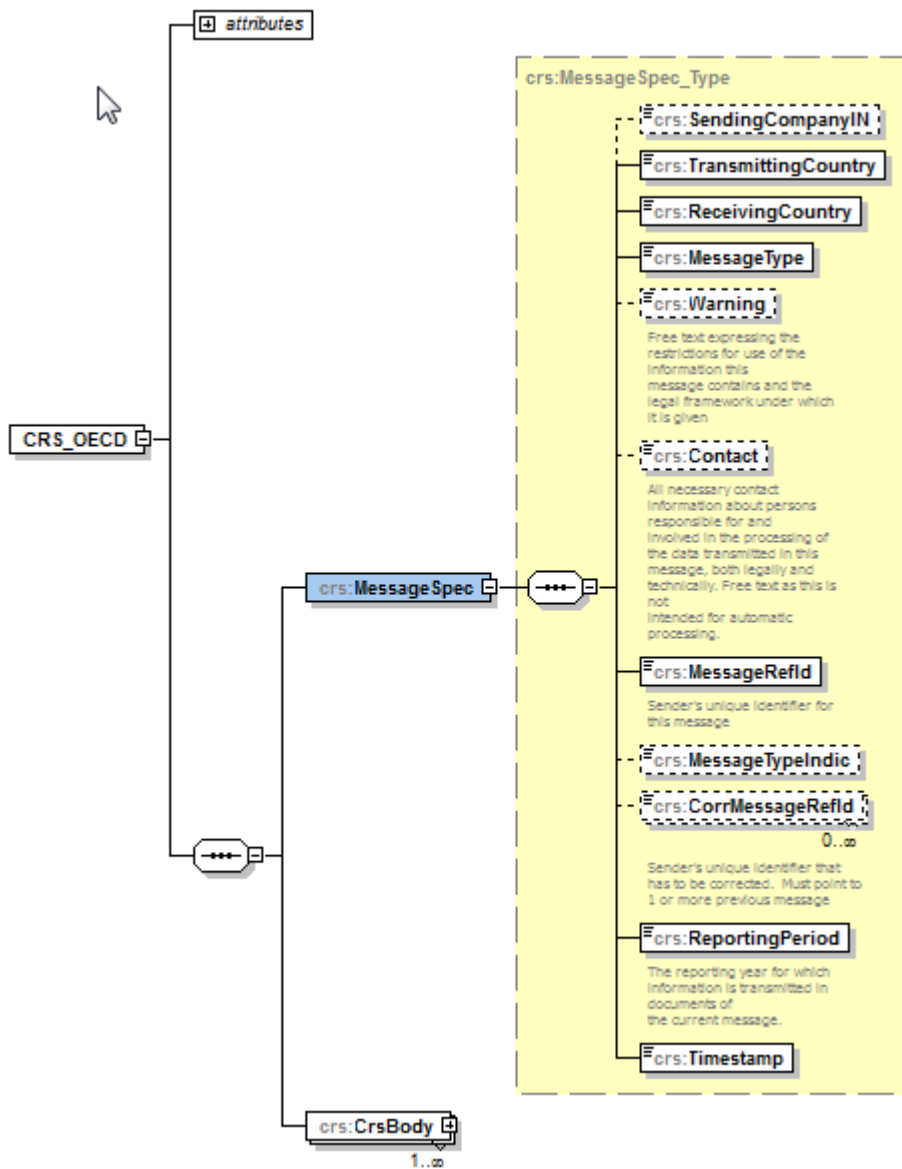 attributes
crs:MessageSpec_Type
crs:SendingCompanyIN
crs:TransmittingCountry
crs:ReceivingCountry
crs:MessageType
crs:Warning
Free text expressing the
restrictions for use of the
information this
message contains and the
legal framework under which
it is given
CRS_OECD
crs:Contact
All necessary contact
information about persons
responsible for and
involved in the processing of
the data transmitted in this
message, both legally and
technically. Free text as this is
not
intended for automatic
processing.
crs:MessageSpec
crs:MessageRefId
Sender's unique identifier for
this message
crs:MessageTypeIndic
crs:CorrMessageRefId
0..∞
Sender's unique identifier that
has to be corrected. Must point to
1 or more previous message
crs:ReportingPeriod
The reporting year for which
information is transmitted in
documents of
the current message.
crs:Timestamp
crs:CrsBody
1..∞